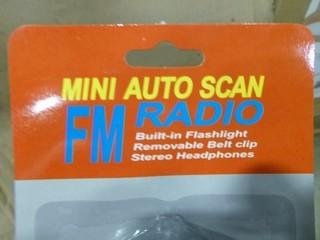 MINI AUTO SCAN
FM RADIO
Built-in Flashlight
Removable Belt clip
Stereo Headphones